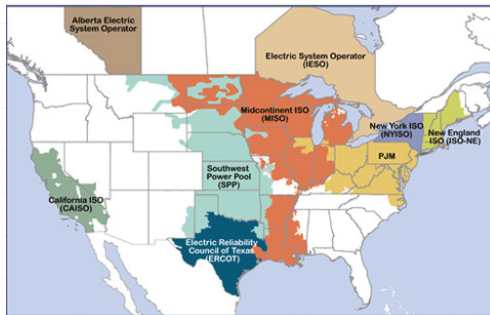 Alberta Electric
System Operator
Electric System Operator
(IESO)
Midcontinent ISO
(MISO)
New York ISO
(NYISO)
New England
ISO (ISO-NE)
PJM
Southwest
Power Pool
(SPP)
California ISO
(CAISO)
Electric Reliability
Council of Texas
(ERCOT)